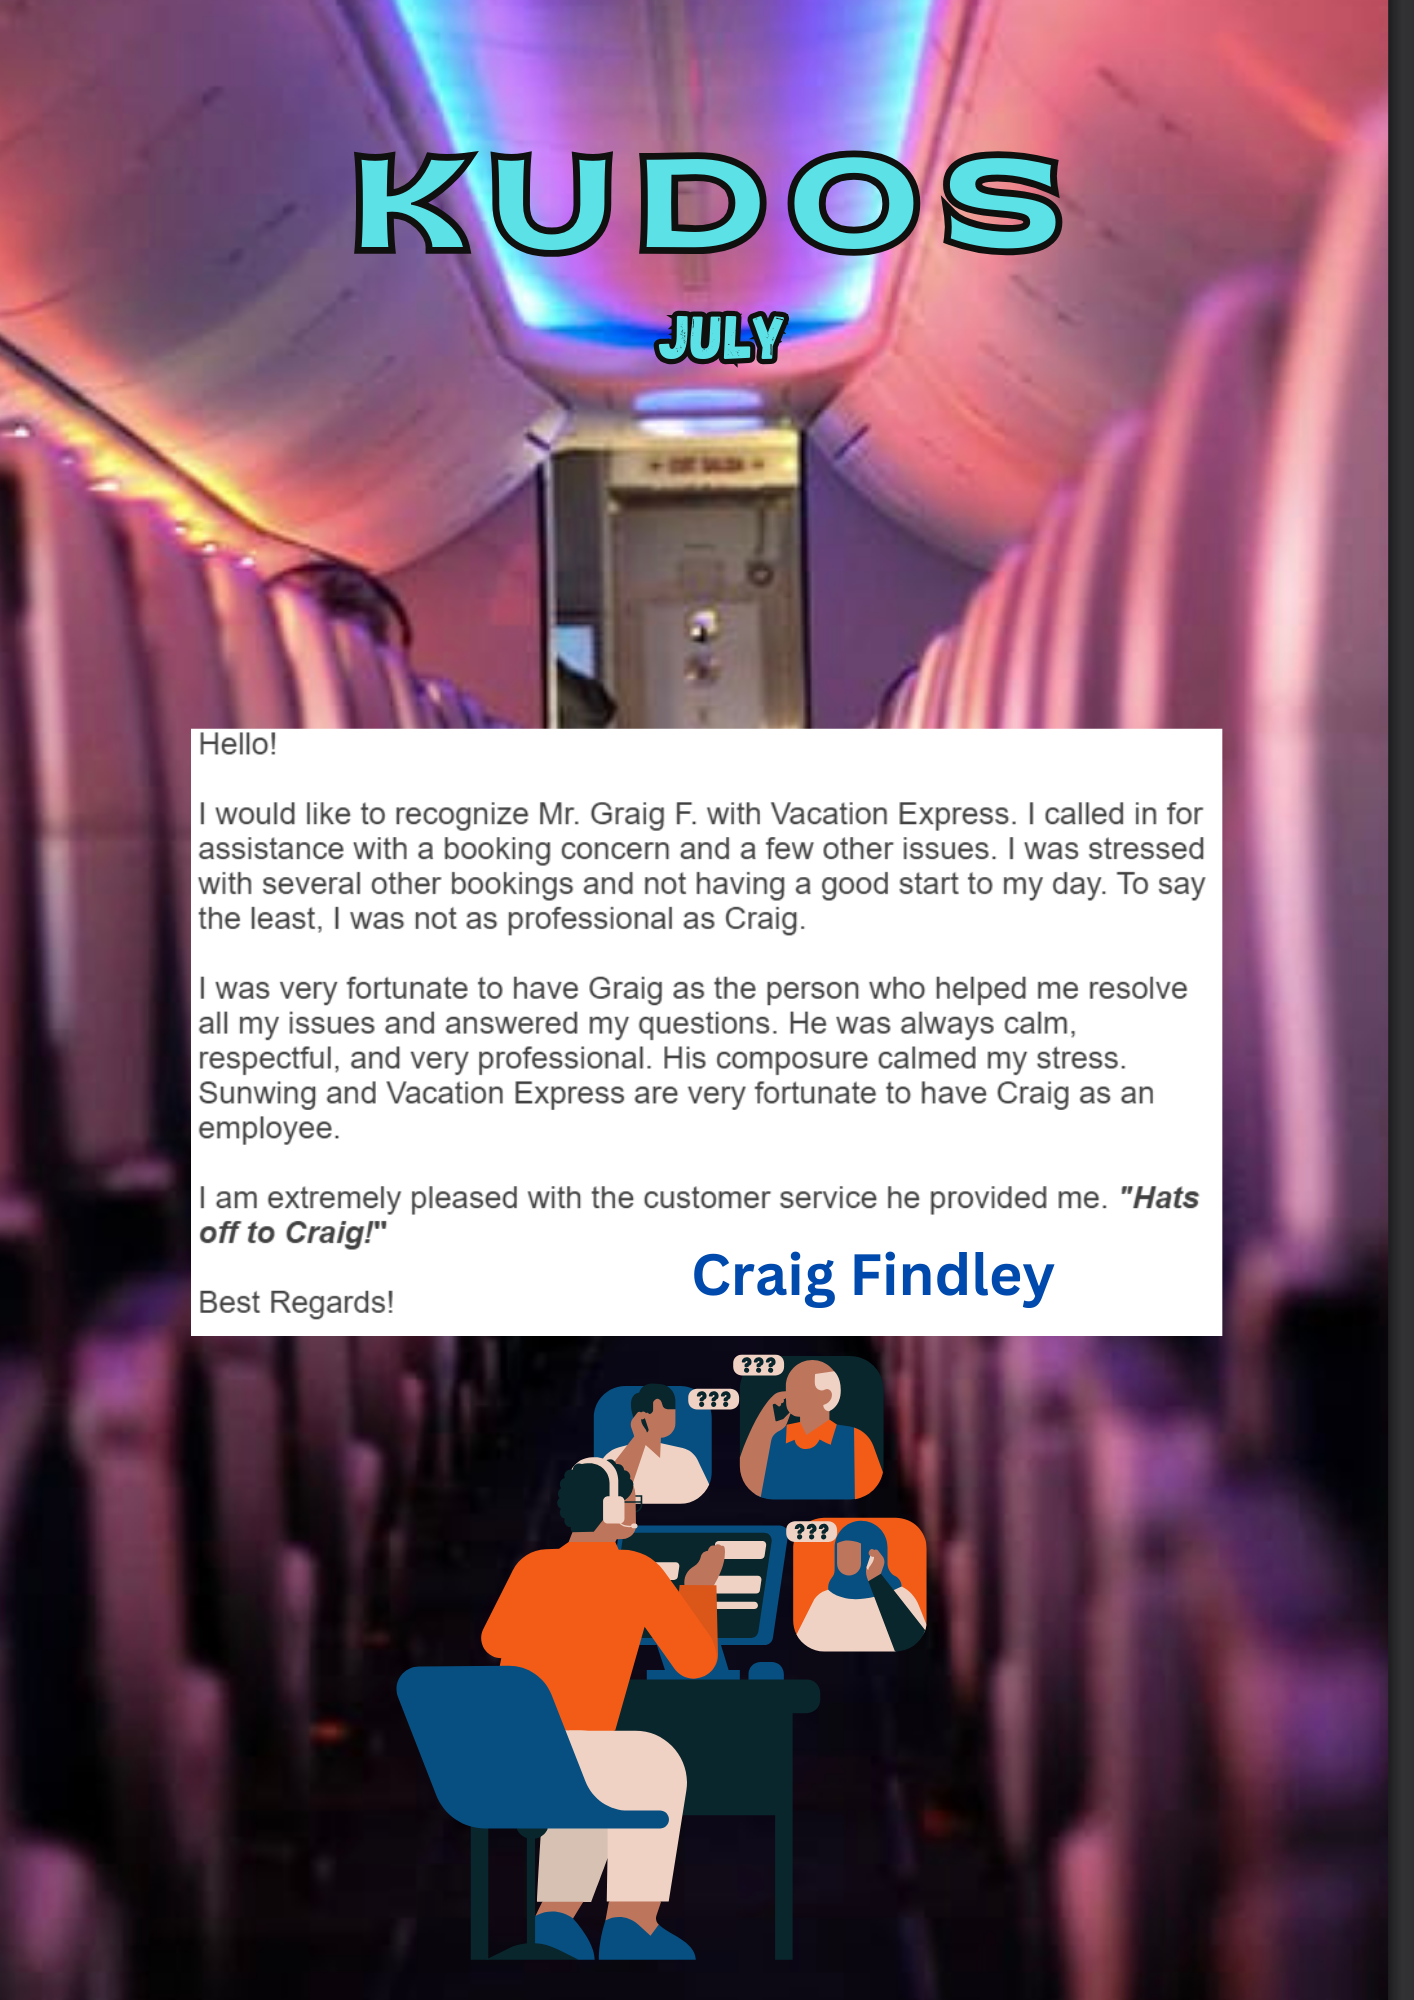 KUDOS
JULY
Hello!
I would like to recognize Mr. Graig F. with Vacation Express. I called in for
assistance with a booking concern and a few other issues. I was stressed
with several other bookings and not having a good start to my day. To say
the least, I was not as professional as Craig.
I was very fortunate to have Graig as the person who helped me resolve
all my issues and answered my questions. He was always calm,
respectful, and very professional. His composure calmed my stress.
Sunwing and Vacation Express are very fortunate to have Craig as an
employee.
I am extremely pleased with the customer service he provided me. "Hats
off to Craig!"
Craig Findley
Best Regards!
???
???
???